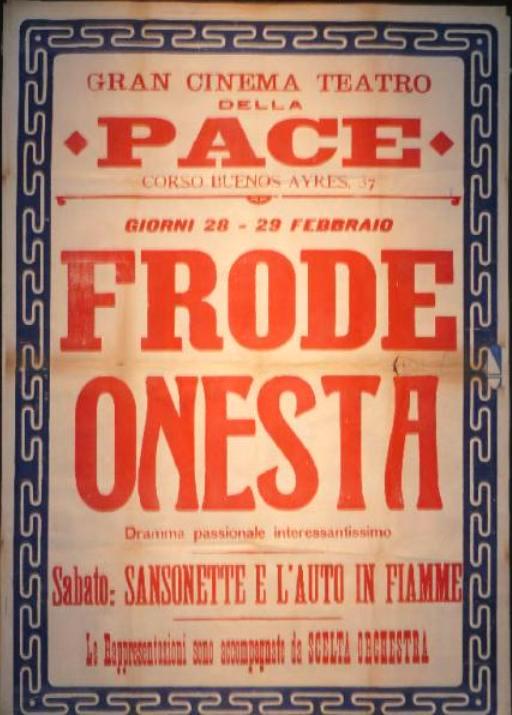 GRAN CINEMA TEATRO
DELLA
PACE
CORSO BUENOS AYRES, 37
GIORNI 28 - 29 FEBBRAIO
FRODE
ONESTA
Dramma passionale interessantissimo
Sabato: SANSONETTE E L'AUTO IN FIAMME
Le Rappresentazioni sono accompagnate da SCELTA ORCHESTRA